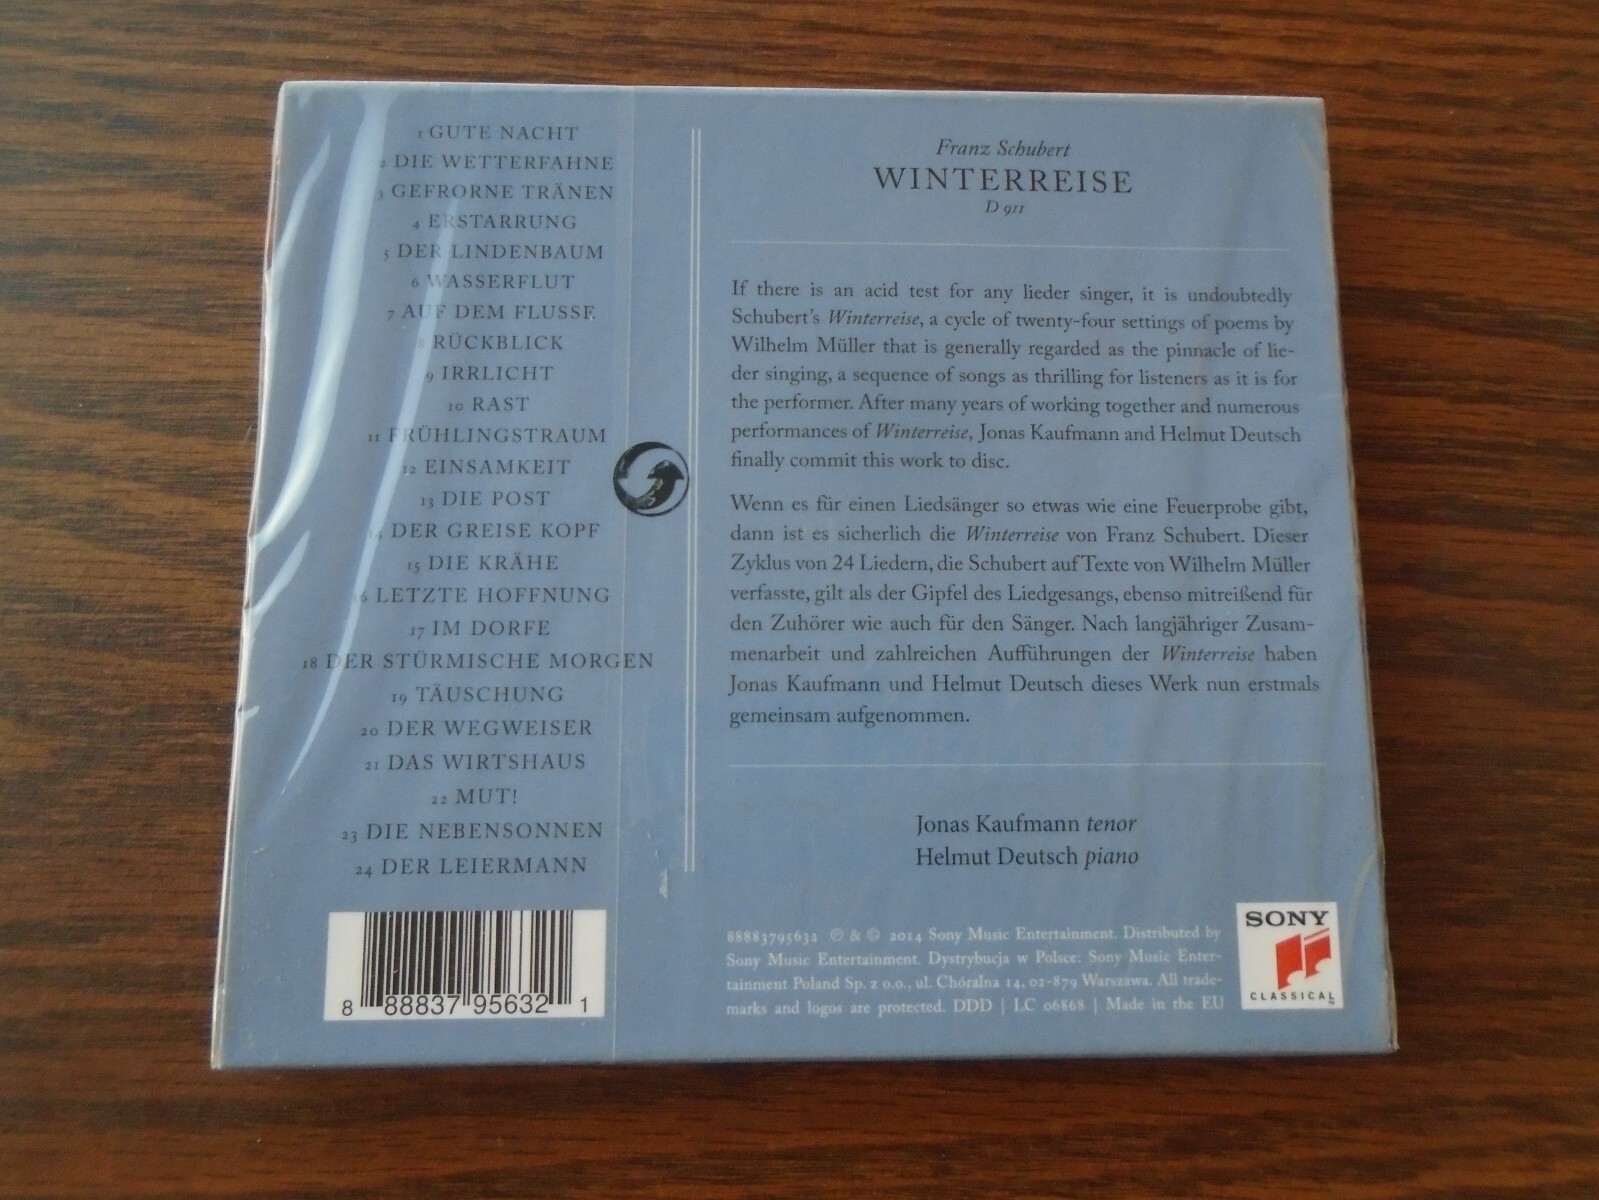 1 GUTE NACHT
2 DIE WETTERFAHNE
3 GEFRORNE TRÄNEN
4 ERSTARRUNG
5 DER LINDENBAUM
6 WASSERFLUT
7 AUF DEM FLUSSE
8 RÜCKBLICK
9 IRRLICHT
10 RAST
11 FRÜHLINGSTRAUM
12 EINSAMKEIT
13 DIE POST
14 DER GREISE KOPF
15 DIE KRÄHE
16 LETZTE HOFFNUNG
17 IM DORFE
18 DER STÜRMISCHE MORGEN
19 TÄUSCHUNG
20 DER WEGWEISER
21 DAS WIRTSHAUS
22 MUT!
23 DIE NEBENSONNEN
24 DER LEIERMANN
8 88837 95632 1
Franz Schubert
WINTERREISE
D 911
If there is an acid test for any lieder singer, it is undoubtedly
Schubert's Winterreise, a cycle of twenty-four settings of poems by
Wilhelm Müller that is generally regarded as the pinnacle of lie-
der singing, a sequence of songs as thrilling for listeners as it is for
the performer. After many years of working together and numerous
performances of Winterreise, Jonas Kaufmann and Helmut Deutsch
finally commit this work to disc.
Wenn es für einen Liedsänger so etwas wie eine Feuerprobe gibt,
dann ist es sicherlich die Winterreise von Franz Schubert. Dieser
Zyklus von 24 Liedern, die Schubert auf Texte von Wilhelm Müller
verfasste, gilt als der Gipfel des Liedgesangs, ebenso mitreißend für
den Zuhörer wie auch für den Sänger. Nach langjähriger Zusam-
menarbeit und zahlreichen Aufführungen der Winterreise haben
Jonas Kaufmann und Helmut Deutsch dieses Werk nun erstmals
gemeinsam aufgenommen.
Jonas Kaufmann tenor
Helmut Deutsch piano
88883795632 ℗ & © 2014 Sony Music Entertainment. Distributed by
Sony Music Entertainment. Dystrybucja w Polsce: Sony Music Enter-
tainment Poland Sp. z o.o., ul. Chóralna 14, 02-879 Warszawa. All trade-
marks and logos are protected. DDD | LC 06868 | Made in the EU
SONY
CLASSICAL